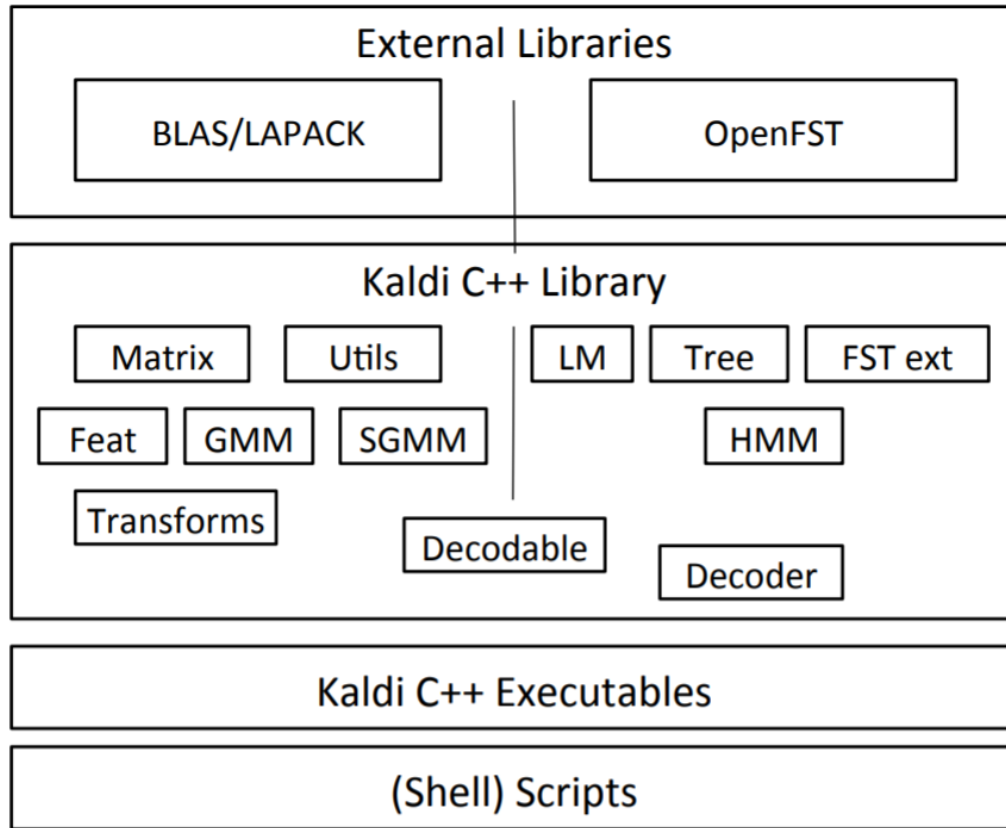 External Libraries
BLAS/LAPACK
OpenFST
Kaldi C++ Library
Matrix
Utils
LM
Tree
FST ext
Feat
GMM
SGMM
HMM
Transforms
Decodable
Decoder
Kaldi C++ Executables
(Shell) Scripts